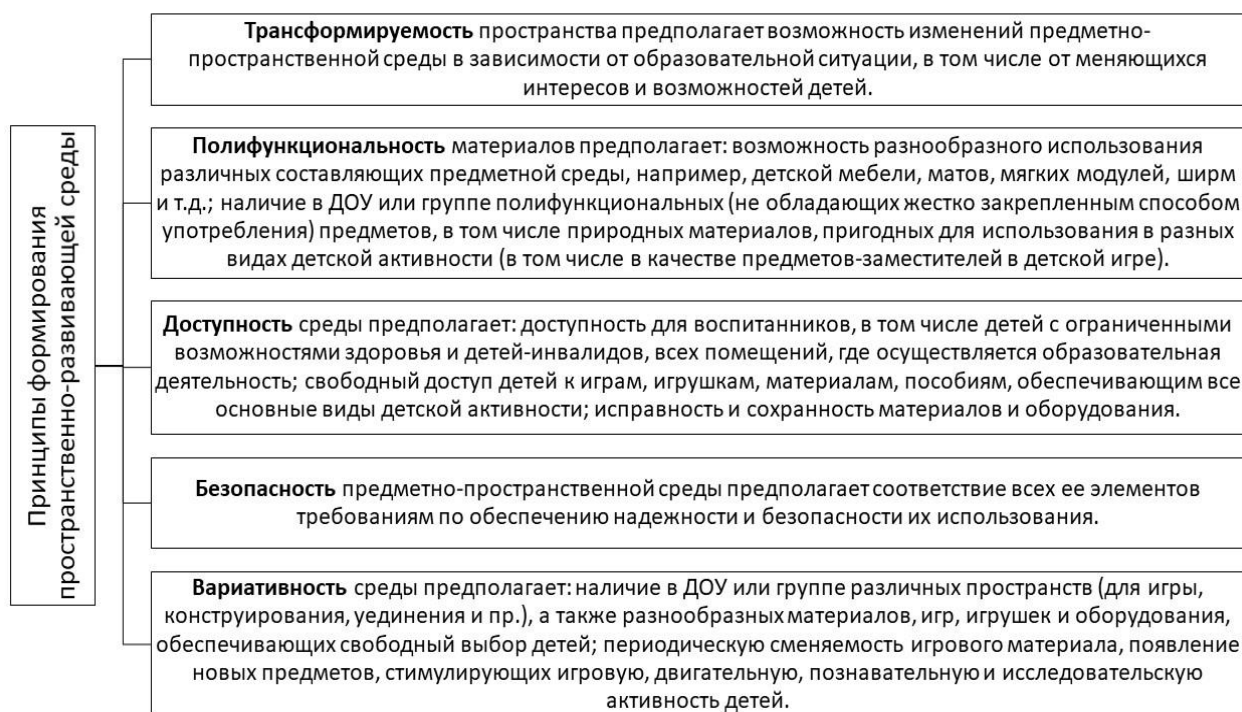 Принципы формирования
пространственно-развивающей среды
Трансформируемость пространства предполагает возможность изменений предметно-
пространственной среды в зависимости от образовательной ситуации, в том числе от меняющихся
интересов и возможностей детей.
Полифункциональность материалов предполагает: возможность разнообразного использования
различных составляющих предметной среды, например, детской мебели, матов, мягких модулей, ширм
и т.д.; наличие в ДОУ или группе полифункциональных (не обладающих жестко закрепленным способом
употребления) предметов, в том числе природных материалов, пригодных для использования в разных
видах детской активности (в том числе в качестве предметов-заместителей в детской игре).
Доступность среды предполагает: доступность для воспитанников, в том числе детей с ограниченными
возможностями здоровья и детей-инвалидов, всех помещений, где осуществляется образовательная
деятельность; свободный доступ детей к играм, игрушкам, материалам, пособиям, обеспечивающим все
основные виды детской активности; исправность и сохранность материалов и оборудования.
Безопасность предметно-пространственной среды предполагает соответствие всех ее элементов
требованиям по обеспечению надежности и безопасности их использования.
Вариативность среды предполагает: наличие в ДОУ или группе различных пространств (для игры,
конструирования, уединения и пр.), а также разнообразных материалов, игр, игрушек и оборудования,
обеспечивающих свободный выбор детей; периодическую сменяемость игрового материала, появление
новых предметов, стимулирующих игровую, двигательную, познавательную и исследовательскую
активность детей.